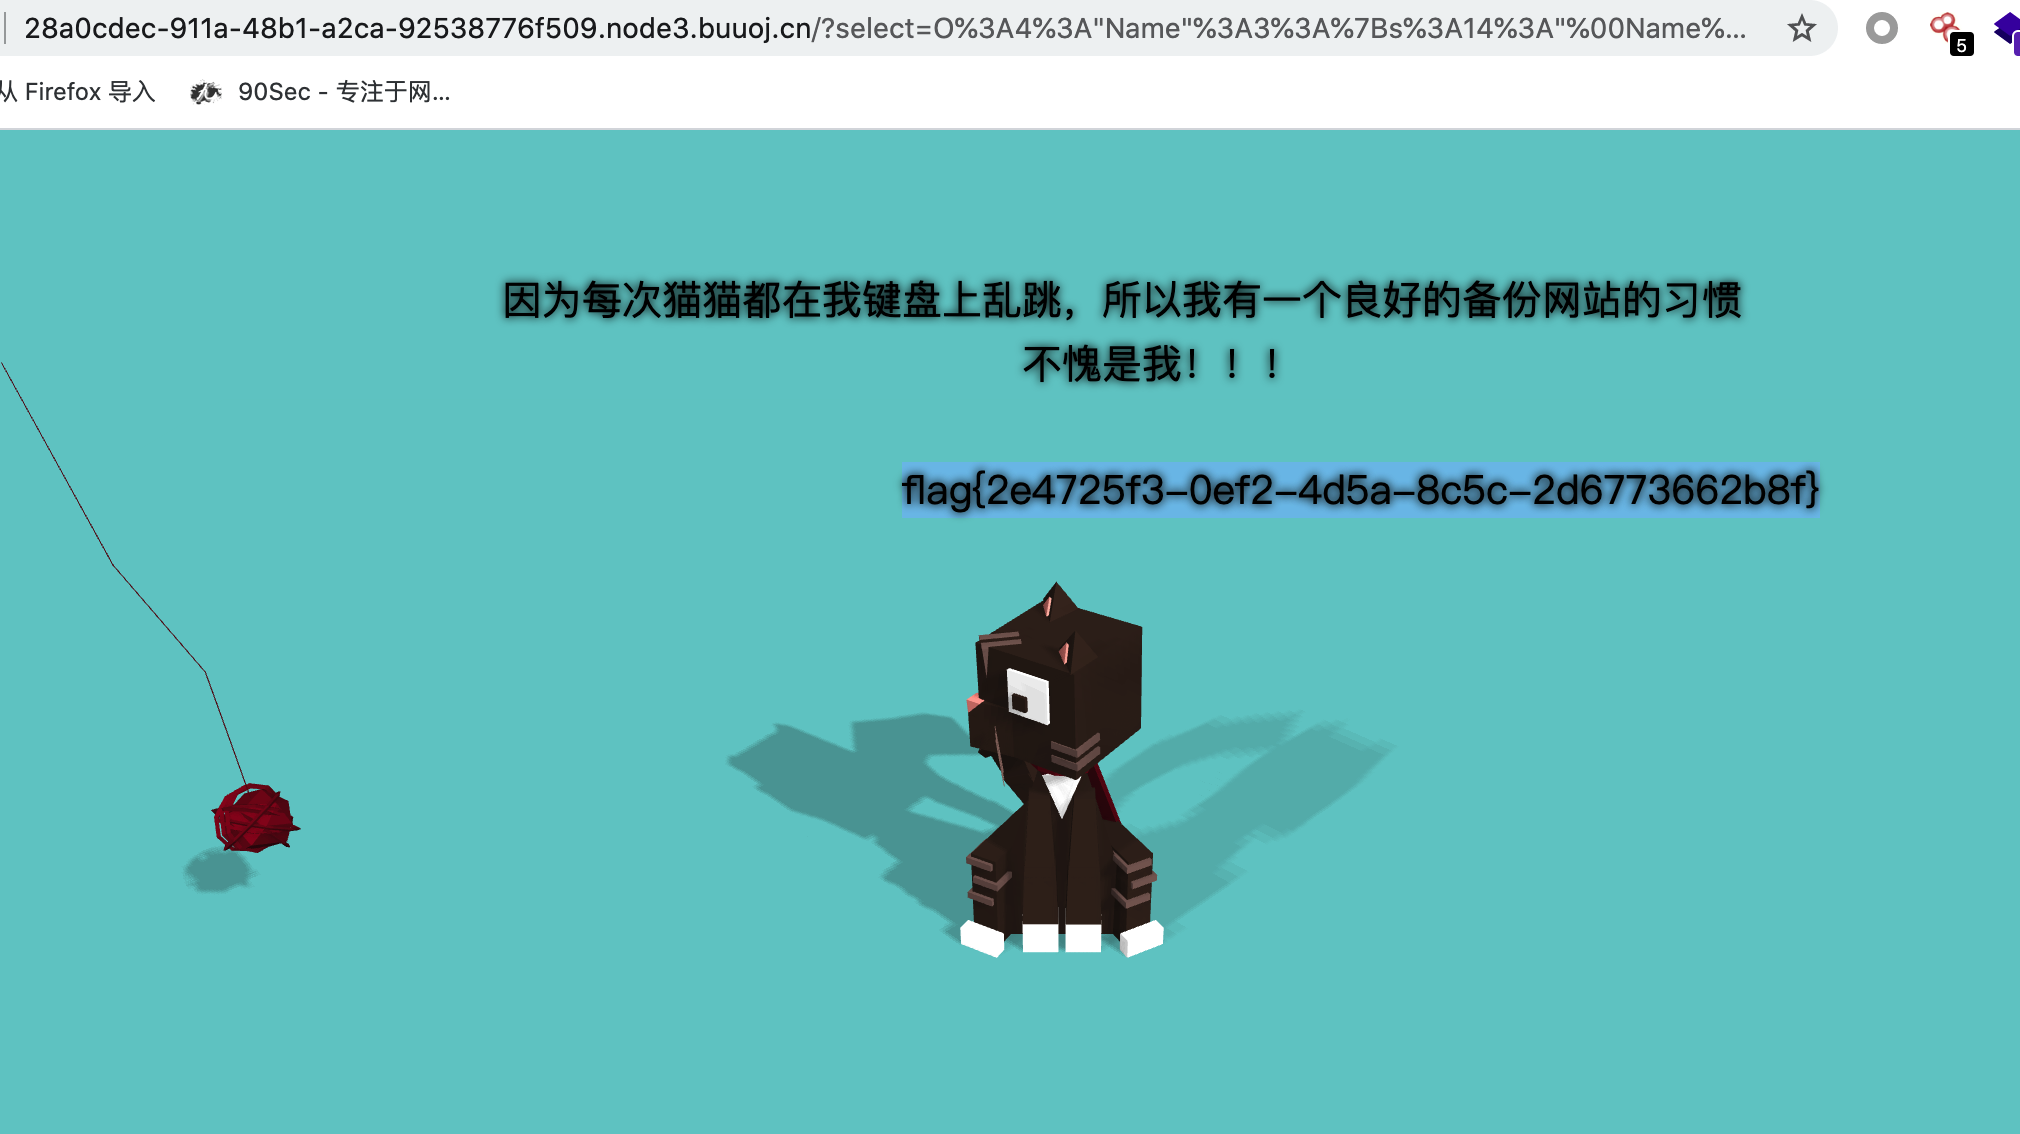 28a0cdec-911a-48b1-a2ca-92538776f509.node3.buuoj.cn/?select=O%3A4%3A"Name"%3A3%3A%7Bs%3A14%3A"%00Name%...
5
从 Firefox 导入 90Sec - 专注于网...
因为每次猫猫都在我键盘上乱跳，所以我有一个良好的备份网站的习惯
不愧是我！！！
flag{2e4725f3-0ef2-4d5a-8c5c-2d6773662b8f}